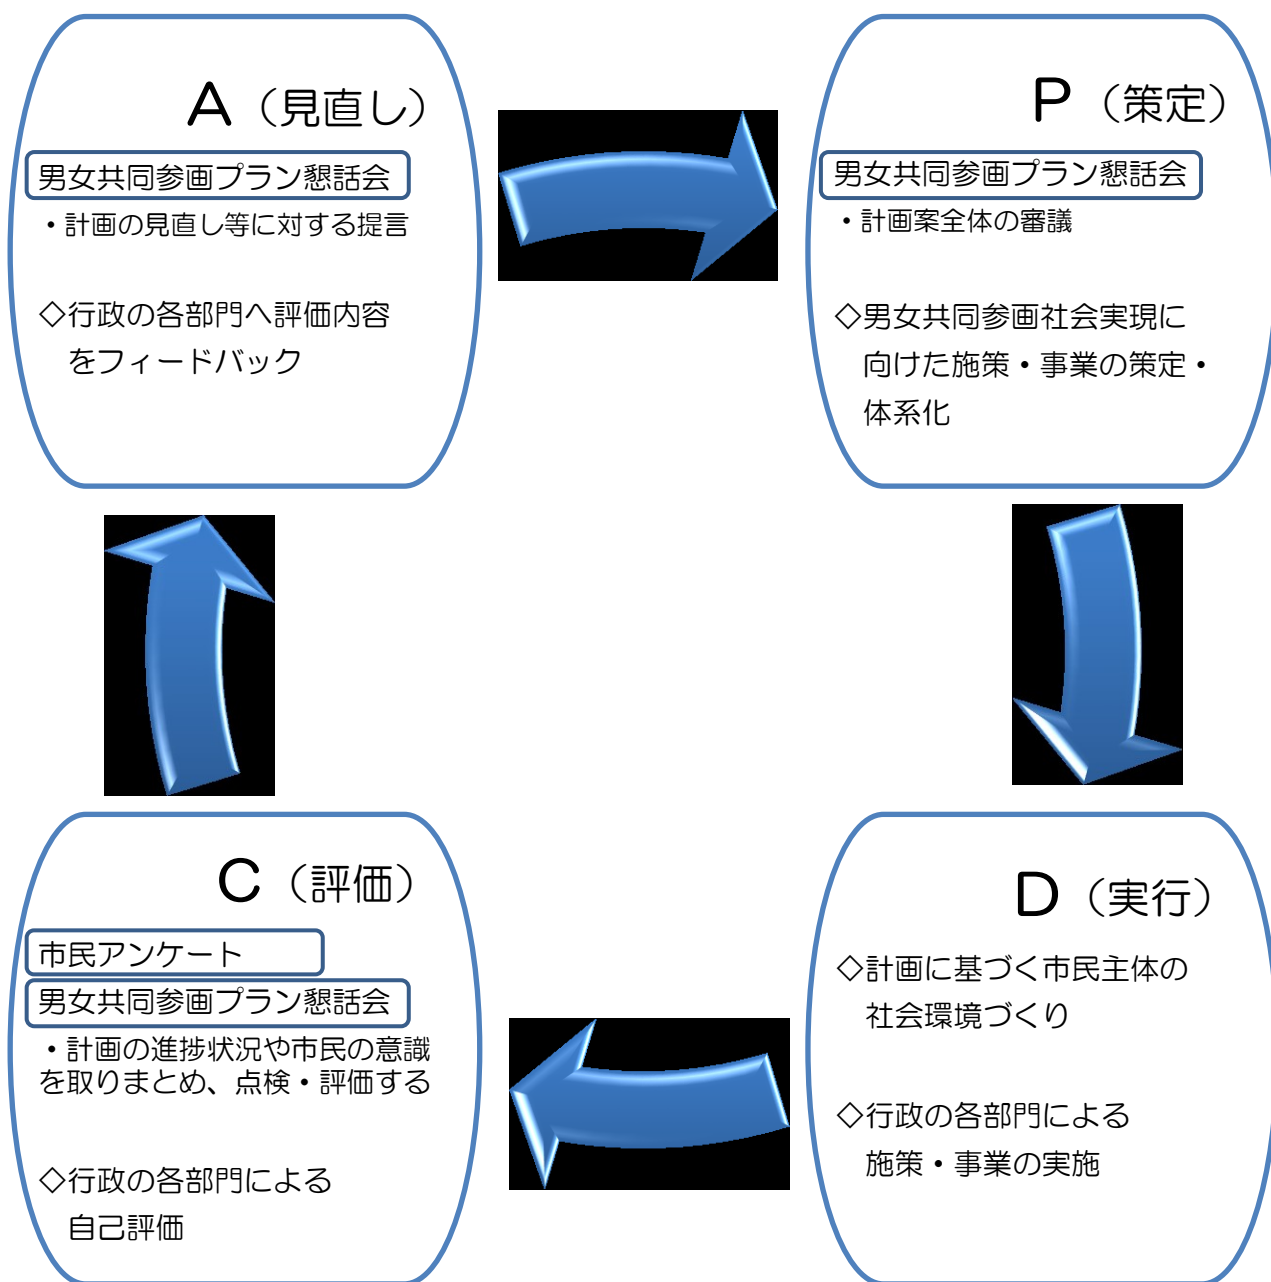 A（見直し）
男女共同参画プラン懇話会
・計画の見直し等に対する提言
◇行政の各部門へ評価内容
をフィードバック
P（策定）
男女共同参画プラン懇話会
・計画案全体の審議
◇男女共同参画社会実現に
向けた施策・事業の策定・
体系化
C（評価）
市民アンケート
男女共同参画プラン懇話会
・計画の進捗状況や市民の意識
を取りまとめ、点検・評価する
◇行政の各部門による
自己評価
D（実行）
◇計画に基づく市民主体の
社会環境づくり
◇行政の各部門による
施策・事業の実施